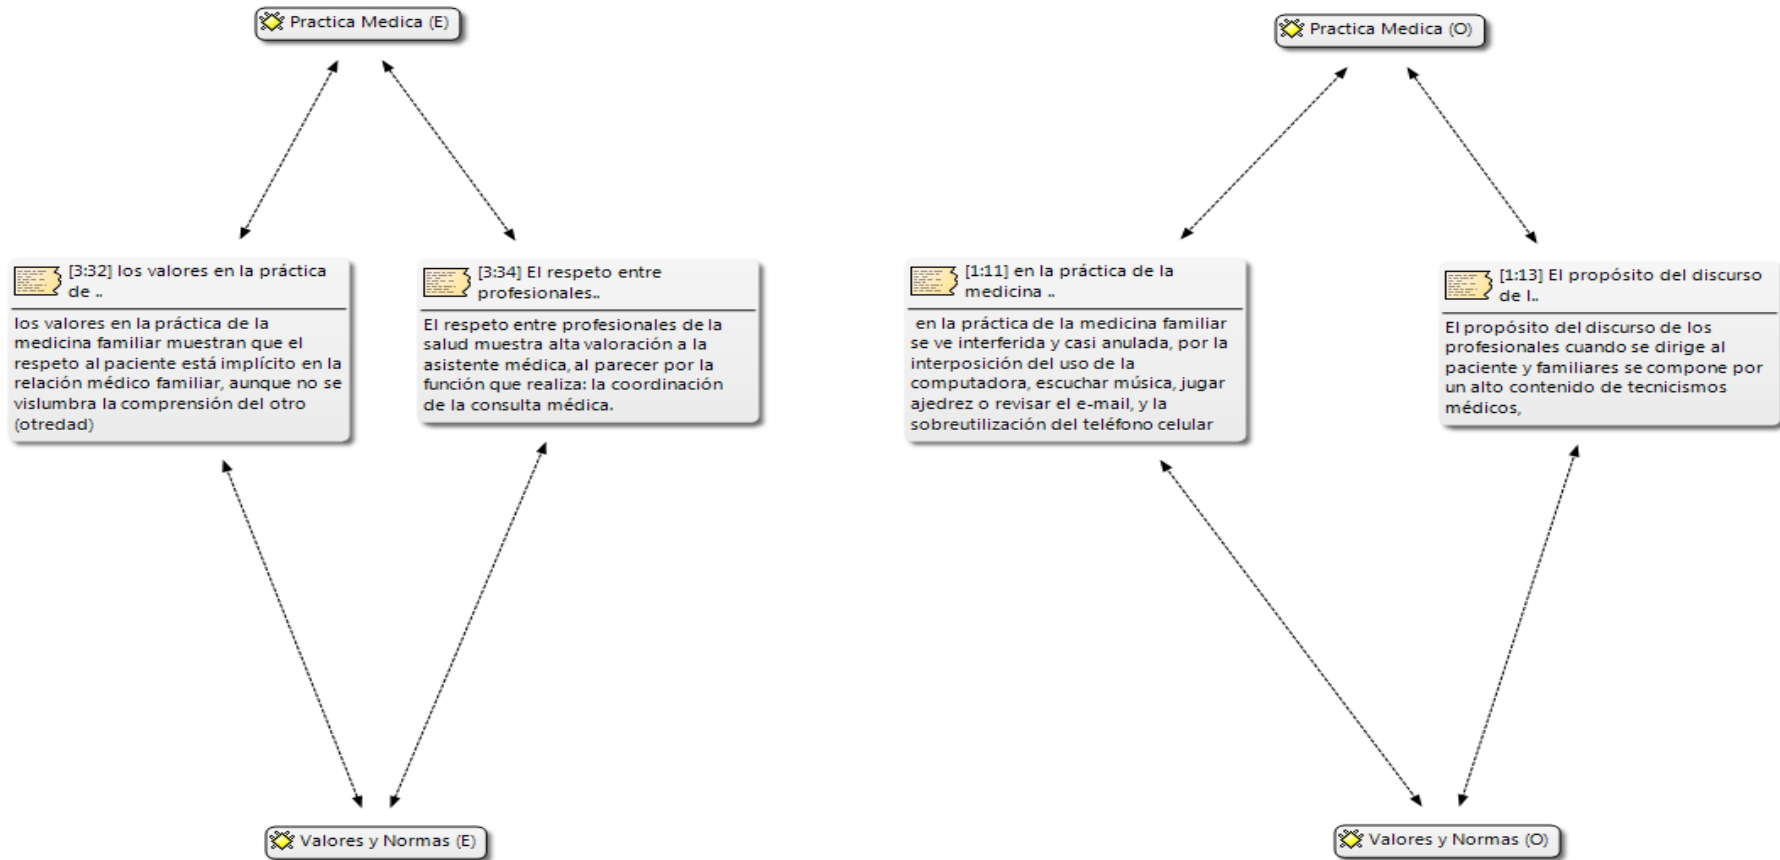 Practica Medica (E)
Practica Medica (O)
[3:32] los valores en la práctica
de ..
los valores en la práctica de la
medicina familiar muestran que el
respeto al paciente está implícito en la
relación médico familiar, aunque no se
vislumbra la comprensión del otro
(otredad)
[3:34] El respeto entre
profesionales..
El respeto entre profesionales de la
salud muestra alta valoración a la
asistente médica, al parecer por la
función que realiza: la coordinación
de la consulta médica.
[1:11] en la práctica de la
medicina ..
en la práctica de la medicina familiar
se ve interferida y casi anulada, por la
interposición del uso de la
computadora, escuchar música, jugar
ajedrez o revisar el e-mail, y la
sobreutilización del teléfono celular
[1:13] El propósito del discurso
de l..
El propósito del discurso de los
profesionales cuando se dirige al
paciente y familiares se compone por
un alto contenido de tecnicismos
médicos,
Valores y Normas (E)
Valores y Normas (O)